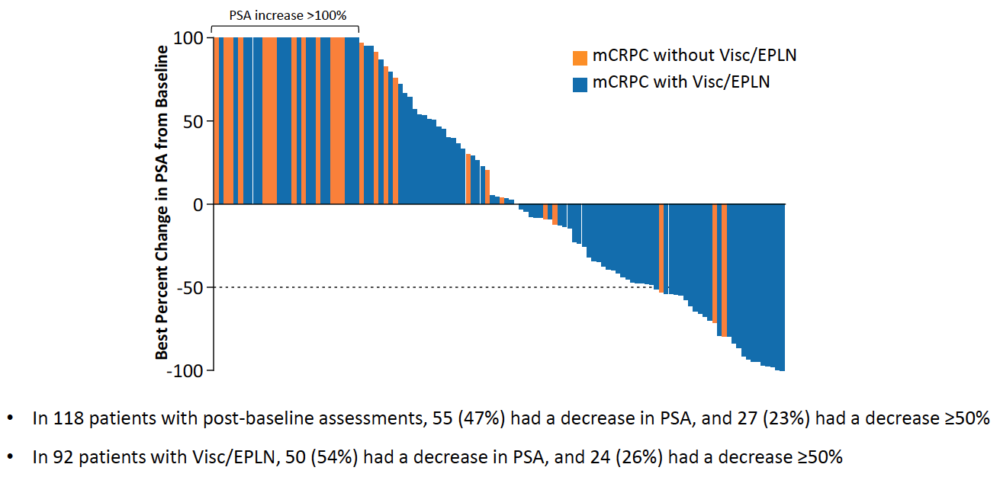 PSA increase >100%
100
50
0
-50
-100
Best Percent Change in PSA from Baseline
mCRPC without Visc/EPLN
mCRPC with Visc/EPLN
• In 118 patients with post-baseline assessments, 55 (47%) had a decrease in PSA, and 27 (23%) had a decrease ≥50%
• In 92 patients with Visc/EPLN, 50 (54%) had a decrease in PSA, and 24 (26%) had a decrease ≥50%